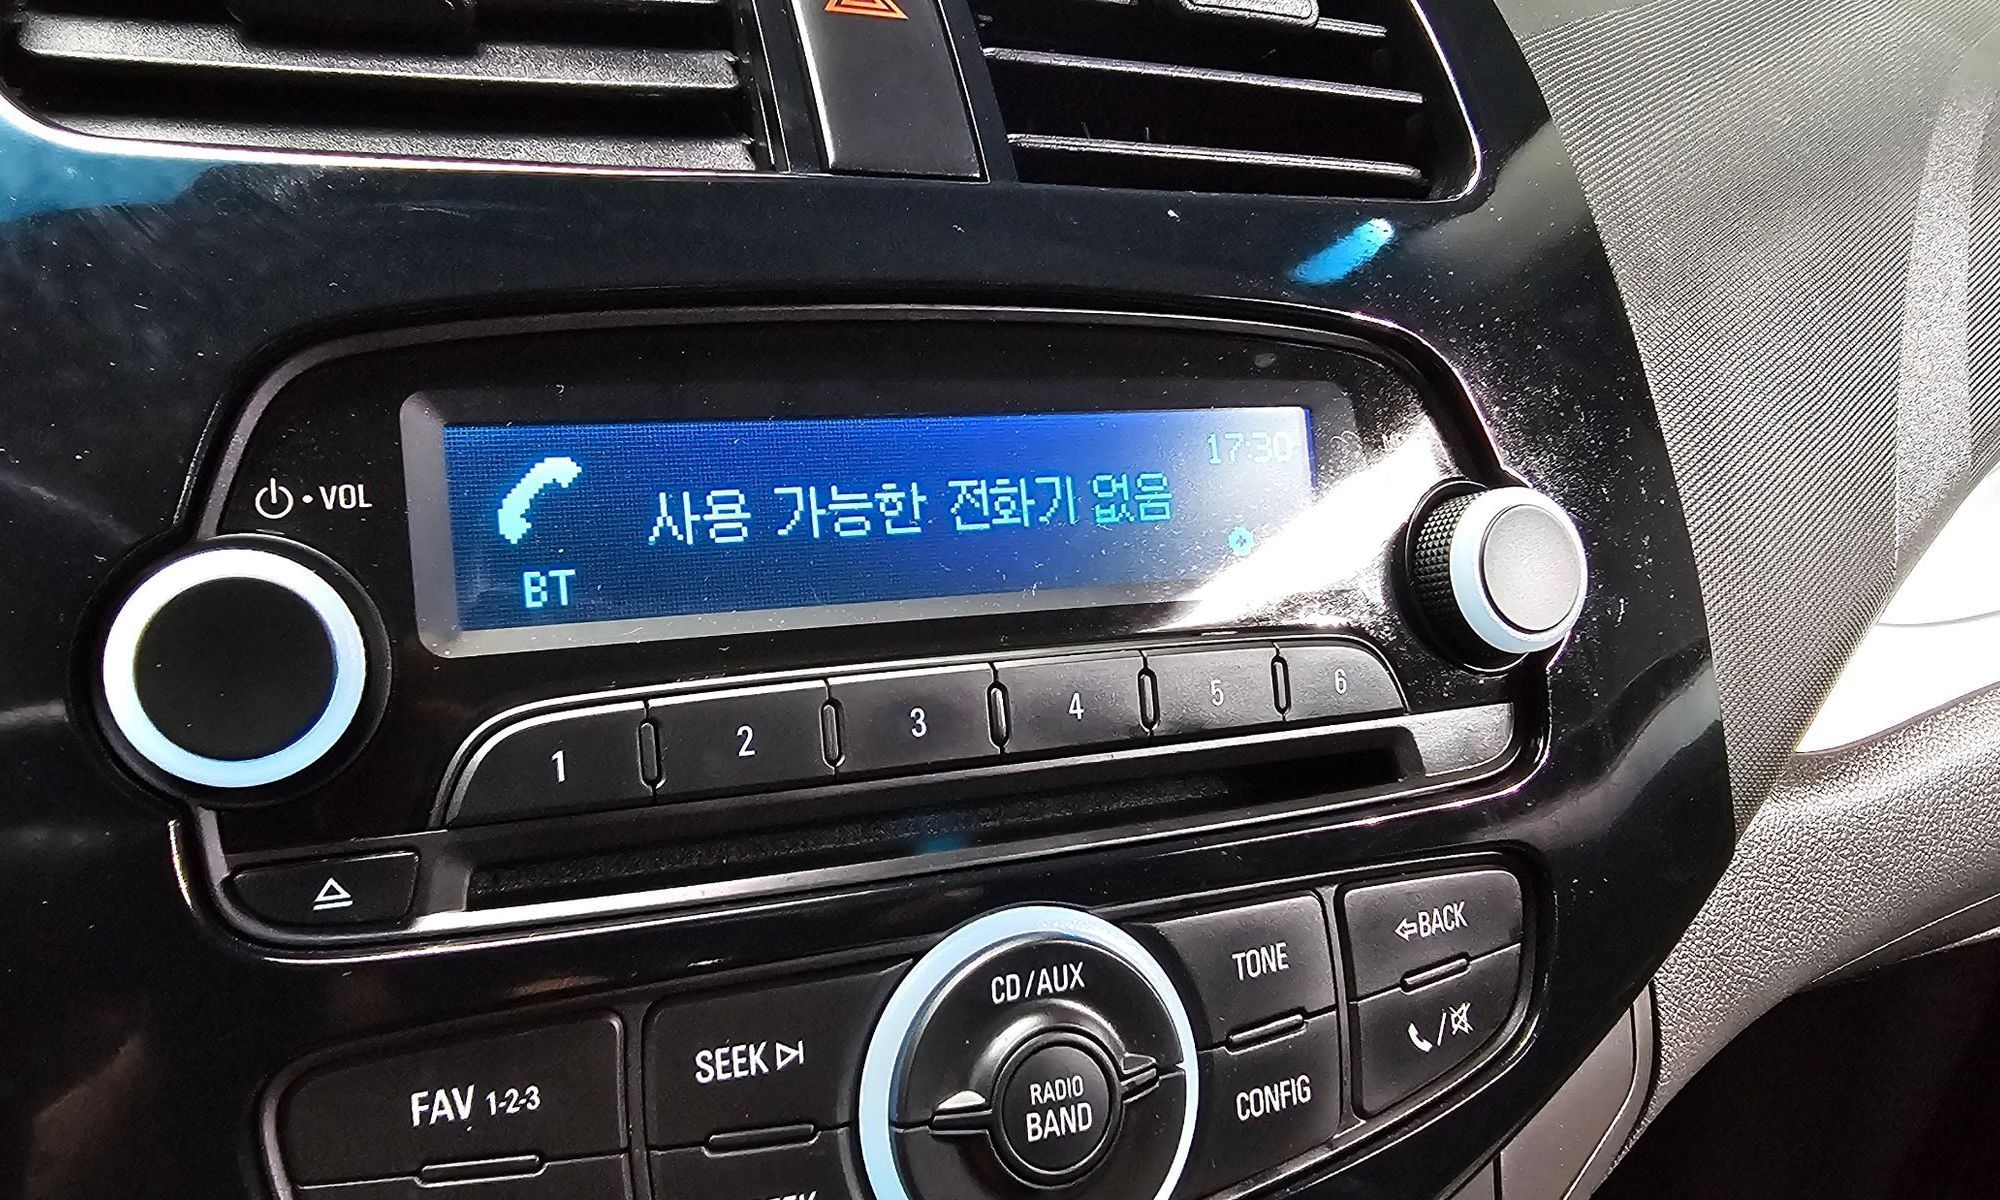 17:30
사용 가능한 전화기 없음
BT
VOL
1 2 3 4 5 6
BACK
TONE
CD/AUX
SEEK
FAV 1-2-3
RADIO
BAND
CONFIG